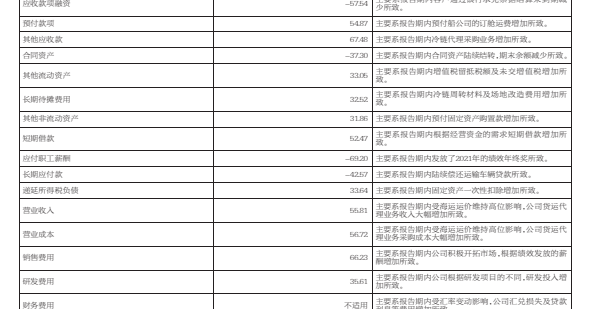 应收款项融资 –57.54
少所致。
预付款项 54.87 主要系报告期内预付船公司的订舱运费增加所致。
其他应收款 67.48 主要系报告期内冷链代理采购业务增加所致。
合同资产 –37.30 主要系报告期内合同资产陆续结转,期末余额减少所致。
其他流动资产 33.05 主要系报告期内增值税留抵税额及未交增值税增加所
致。
长期待摊费用 32.52 主要系报告期内冷链周转材料及场地改造费用增加所
致。
其他非流动资产 31.86 主要系报告期内预付固定资产购置款增加所致。
短期借款 52.47 主要系报告期内根据经营资金的需求短期借款增加所
致。
应付职工薪酬 –69.20 主要系报告期内发放了2021年的绩效年终奖所致。
长期应付款 –42.57 主要系报告期内陆续偿还运输车辆贷款所致。
递延所得税负债 33.64 主要系报告期内固定资产一次性扣除增加所致。
营业收入 55.81 主要系报告期内受海运运价维持高位影响,公司货运代
理业务收入大幅增加所致。
营业成本 56.72 主要系报告期内受海运运价维持高位影响,公司货运代
理业务采购成本大幅增加所致。
销售费用 66.23 主要系报告期内公司积极开拓市场,根据绩效发放的薪
酬增加所致。
研发费用 35.61 主要系报告期内公司根据研发项目的不同,研发投入增
加所致。
财务费用 不适用 主要系报告期内受汇率变动影响,公司汇兑损失及贷款